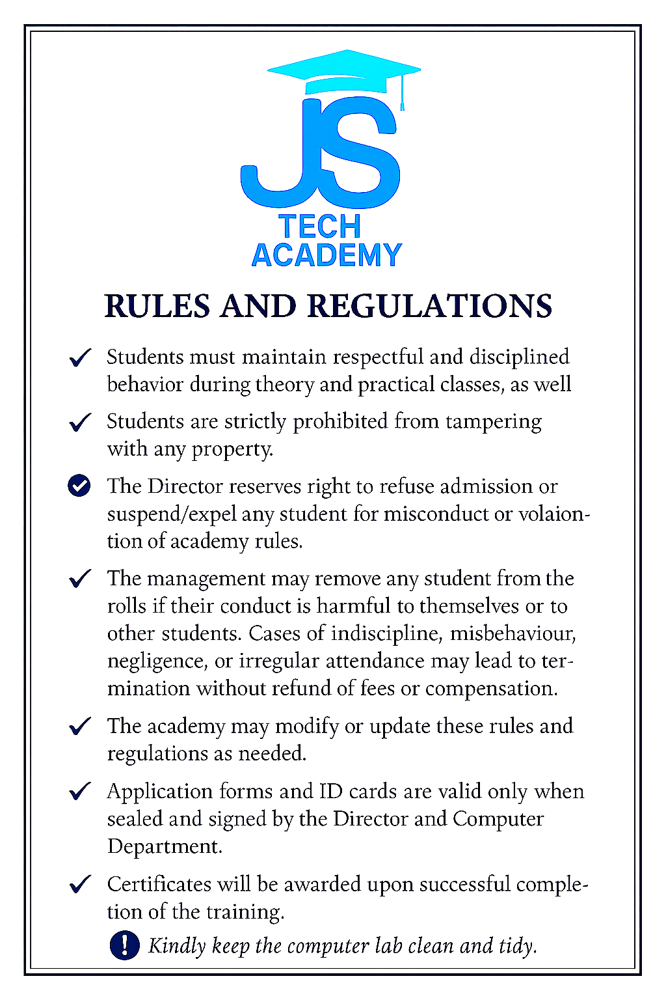 JS
TECH
ACADEMY
RULES AND REGULATIONS
Students must maintain respectful and disciplined
behavior during theory and practical classes, as well
Students are strictly prohibited from tampering
with any property.
The Director reserves right to refuse admission or
suspend/expel any student for misconduct or volaion-
tion of academy rules.
The management may remove any student from the
rolls if their conduct is harmful to themselves or to
other students. Cases of indiscipline, misbehaviour,
negligence, or irregular attendance may lead to ter-
mination without refund of fees or compensation.
The academy may modify or update these rules and
regulations as needed.
Application forms and ID cards are valid only when
sealed and signed by the Director and Computer
Department.
Certificates will be awarded upon successful comple-
tion of the training.
Kindly keep the computer lab clean and tidy.